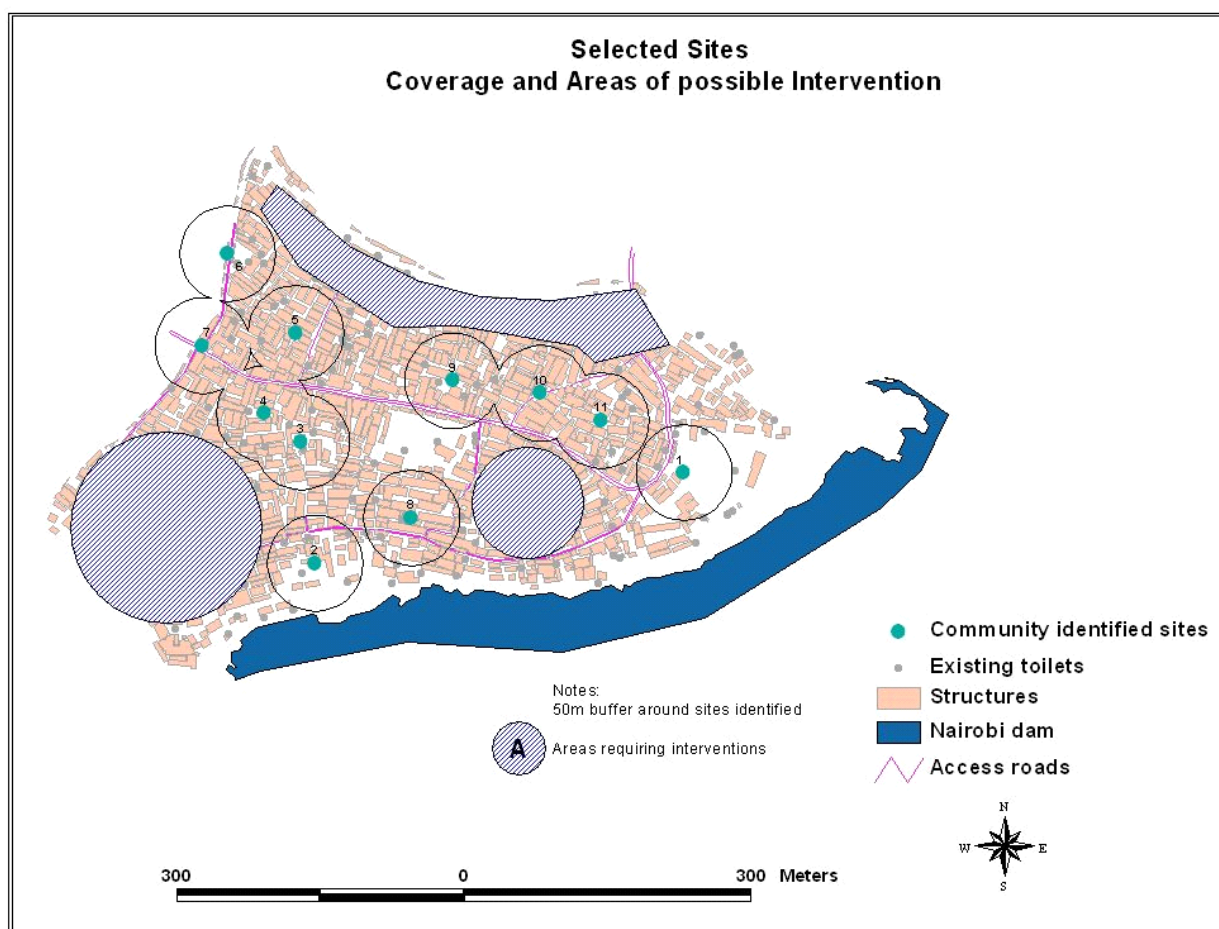 Selected Sites
Coverage and Areas of possible Intervention
6
7
5
9
10
4
11
3
1
8
2
Community identified sites
Existing toilets
Structures
Nairobi dam
Access roads
Notes:
50m buffer around sites identified
A Areas requiring interventions
N
W E
S
300 0 300 Meters